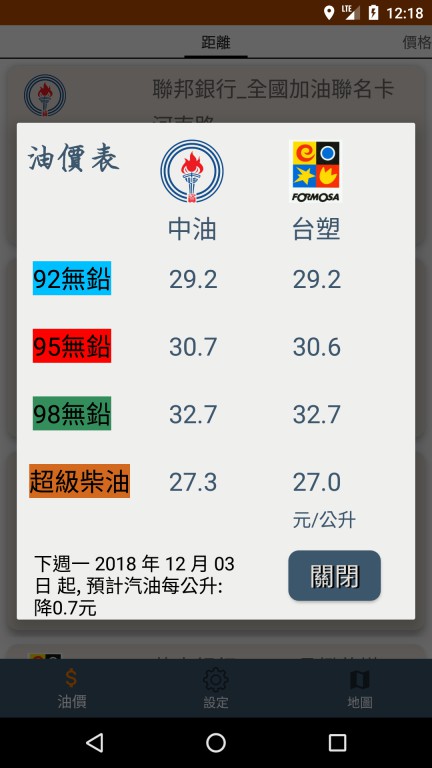 LTE 12:18
距離 價格
聯邦銀行_全國加油聯名卡
油價表
FORMOSA
中油 台塑
92無鉛 29.2 29.2
95無鉛 30.7 30.6
98無鉛 32.7 32.7
超級柴油 27.3 27.0
元/公升
下週一 2018 年 12 月 03
日 起, 預計汽油每公升:
降0.7元
關閉
$
油價 設定 地圖